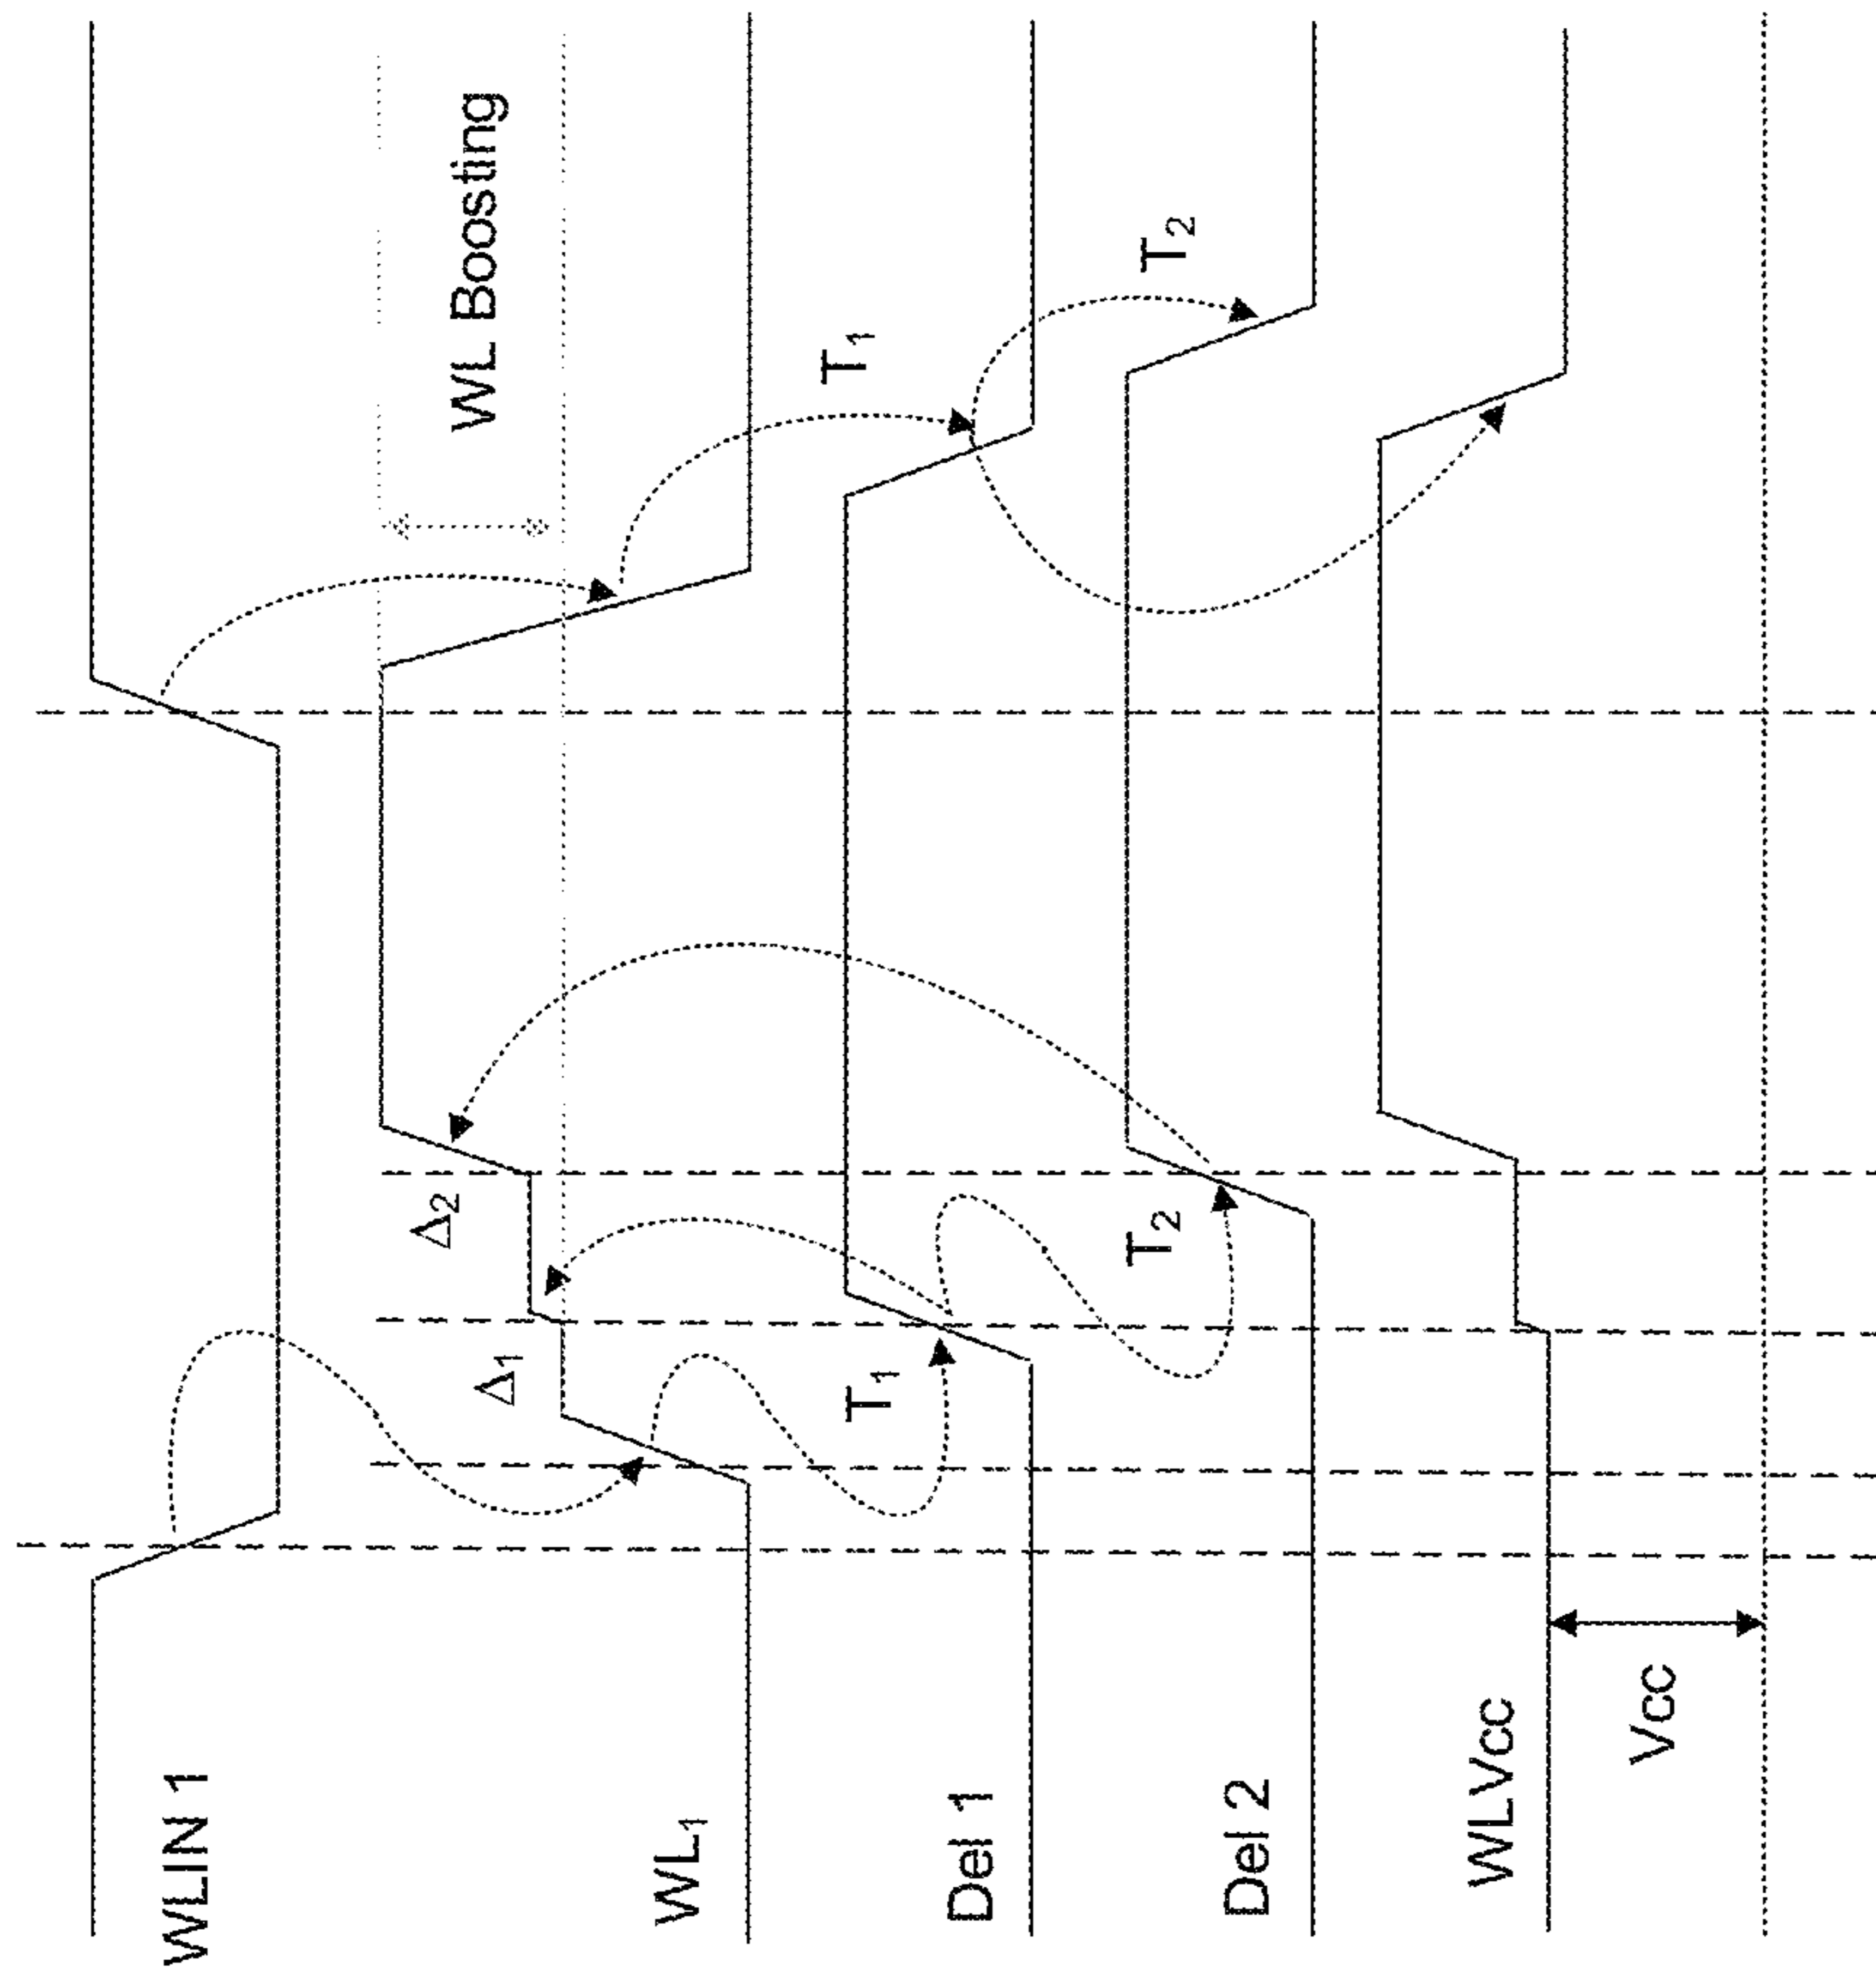 WLIN 1
WL₁
Δ₁
Δ₂
WL Boosting
Del 1
T₁
T₁
Del 2
T₂
T₂
WLVcc
Vcc